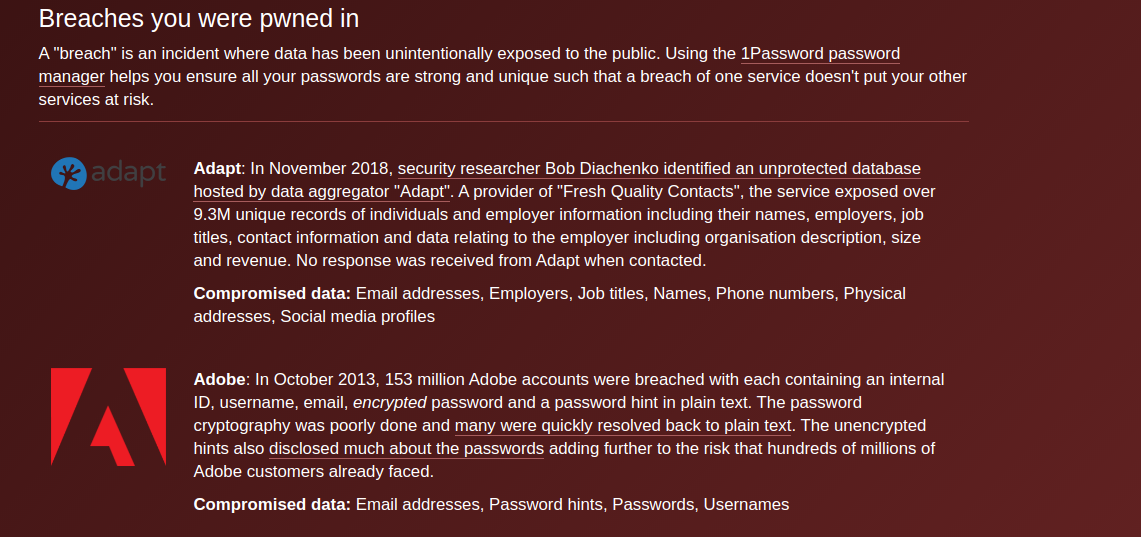 Breaches you were pwned in
A "breach" is an incident where data has been unintentionally exposed to the public. Using the 1Password password
manager helps you ensure all your passwords are strong and unique such that a breach of one service doesn't put your other
services at risk.
adapt
Adapt: In November 2018, security researcher Bob Diachenko identified an unprotected database
hosted by data aggregator "Adapt". A provider of "Fresh Quality Contacts", the service exposed over
9.3M unique records of individuals and employer information including their names, employers, job
titles, contact information and data relating to the employer including organisation description, size
and revenue. No response was received from Adapt when contacted.
Compromised data: Email addresses, Employers, Job titles, Names, Phone numbers, Physical
addresses, Social media profiles
Adobe: In October 2013, 153 million Adobe accounts were breached with each containing an internal
ID, username, email, encrypted password and a password hint in plain text. The password
cryptography was poorly done and many were quickly resolved back to plain text. The unencrypted
hints also disclosed much about the passwords adding further to the risk that hundreds of millions of
Adobe customers already faced.
Compromised data: Email addresses, Password hints, Passwords, Usernames